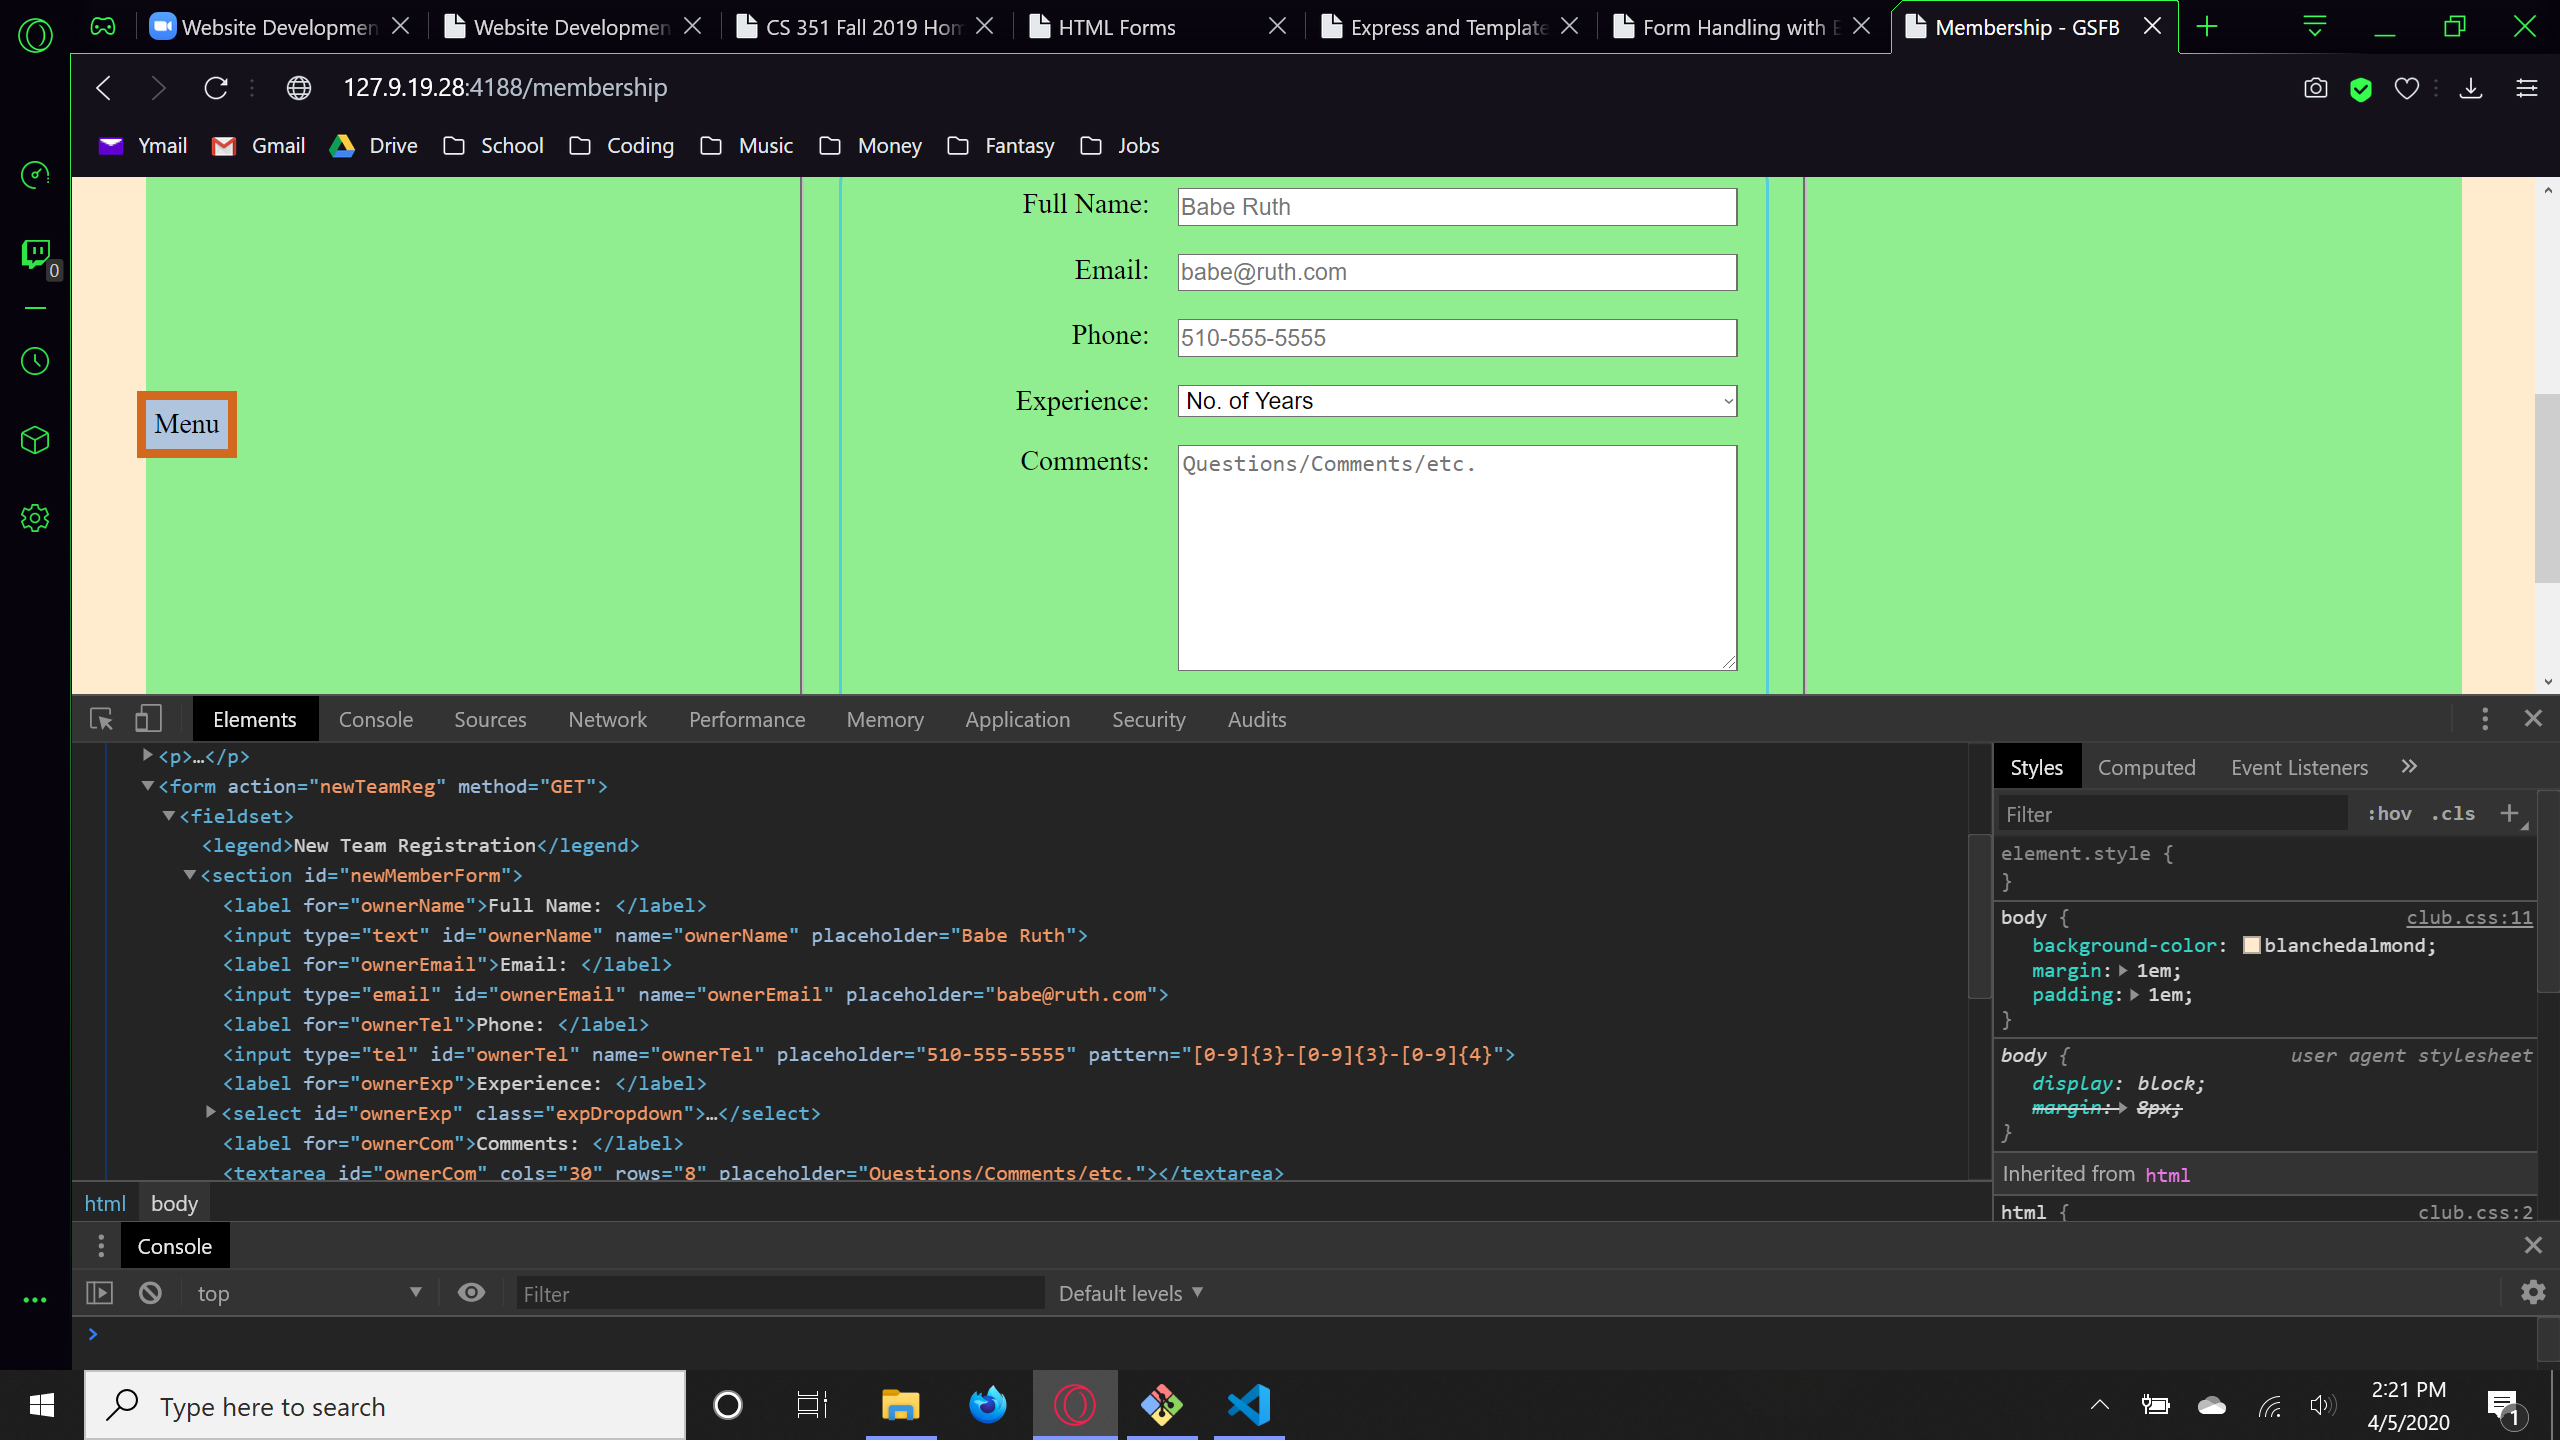 Website Developmen
Website Developmen
CS 351 Fall 2019 Hom
HTML Forms
Express and Template
Form Handling with E
Membership - GSFB
127.9.19.28:4188/membership
Ymail
Gmail
Drive
School
Coding
Music
Money
Fantasy
Jobs
0
Full Name:
Babe Ruth
Email:
babe@ruth.com
Phone:
510-555-5555
Experience:
No. of Years
Menu
Comments:
Questions/Comments/etc.
Elements
Console
Sources
Network
Performance
Memory
Application
Security
Audits
<p>…</p>
<form action="newTeamReg" method="GET">
<fieldset>
<legend>New Team Registration</legend>
<section id="newMemberForm">
<label for="ownerName">Full Name: </label>
<input type="text" id="ownerName" name="ownerName" placeholder="Babe Ruth">
<label for="ownerEmail">Email: </label>
<input type="email" id="ownerEmail" name="ownerEmail" placeholder="babe@ruth.com">
<label for="ownerTel">Phone: </label>
<input type="tel" id="ownerTel" name="ownerTel" placeholder="510-555-5555" pattern="[0-9]{3}-[0-9]{3}-[0-9]{4}">
<label for="ownerExp">Experience: </label>
<select id="ownerExp" class="expDropdown">…</select>
<label for="ownerCom">Comments: </label>
<textarea id="ownerCom" cols="30" rows="8" placeholder="Questions/Comments/etc."></textarea>
html
body
Styles
Computed
Event Listeners
Filter
:hov
.cls
element.style {
}
body {
club.css:11
background-color: blanchedalmond;
margin: 1em;
padding: 1em;
}
body {
user agent stylesheet
display: block;
margin: 8px;
}
Inherited from html
html {
club.css:2
Console
top
Filter
Default levels
>
Type here to search
2:21 PM
4/5/2020
1